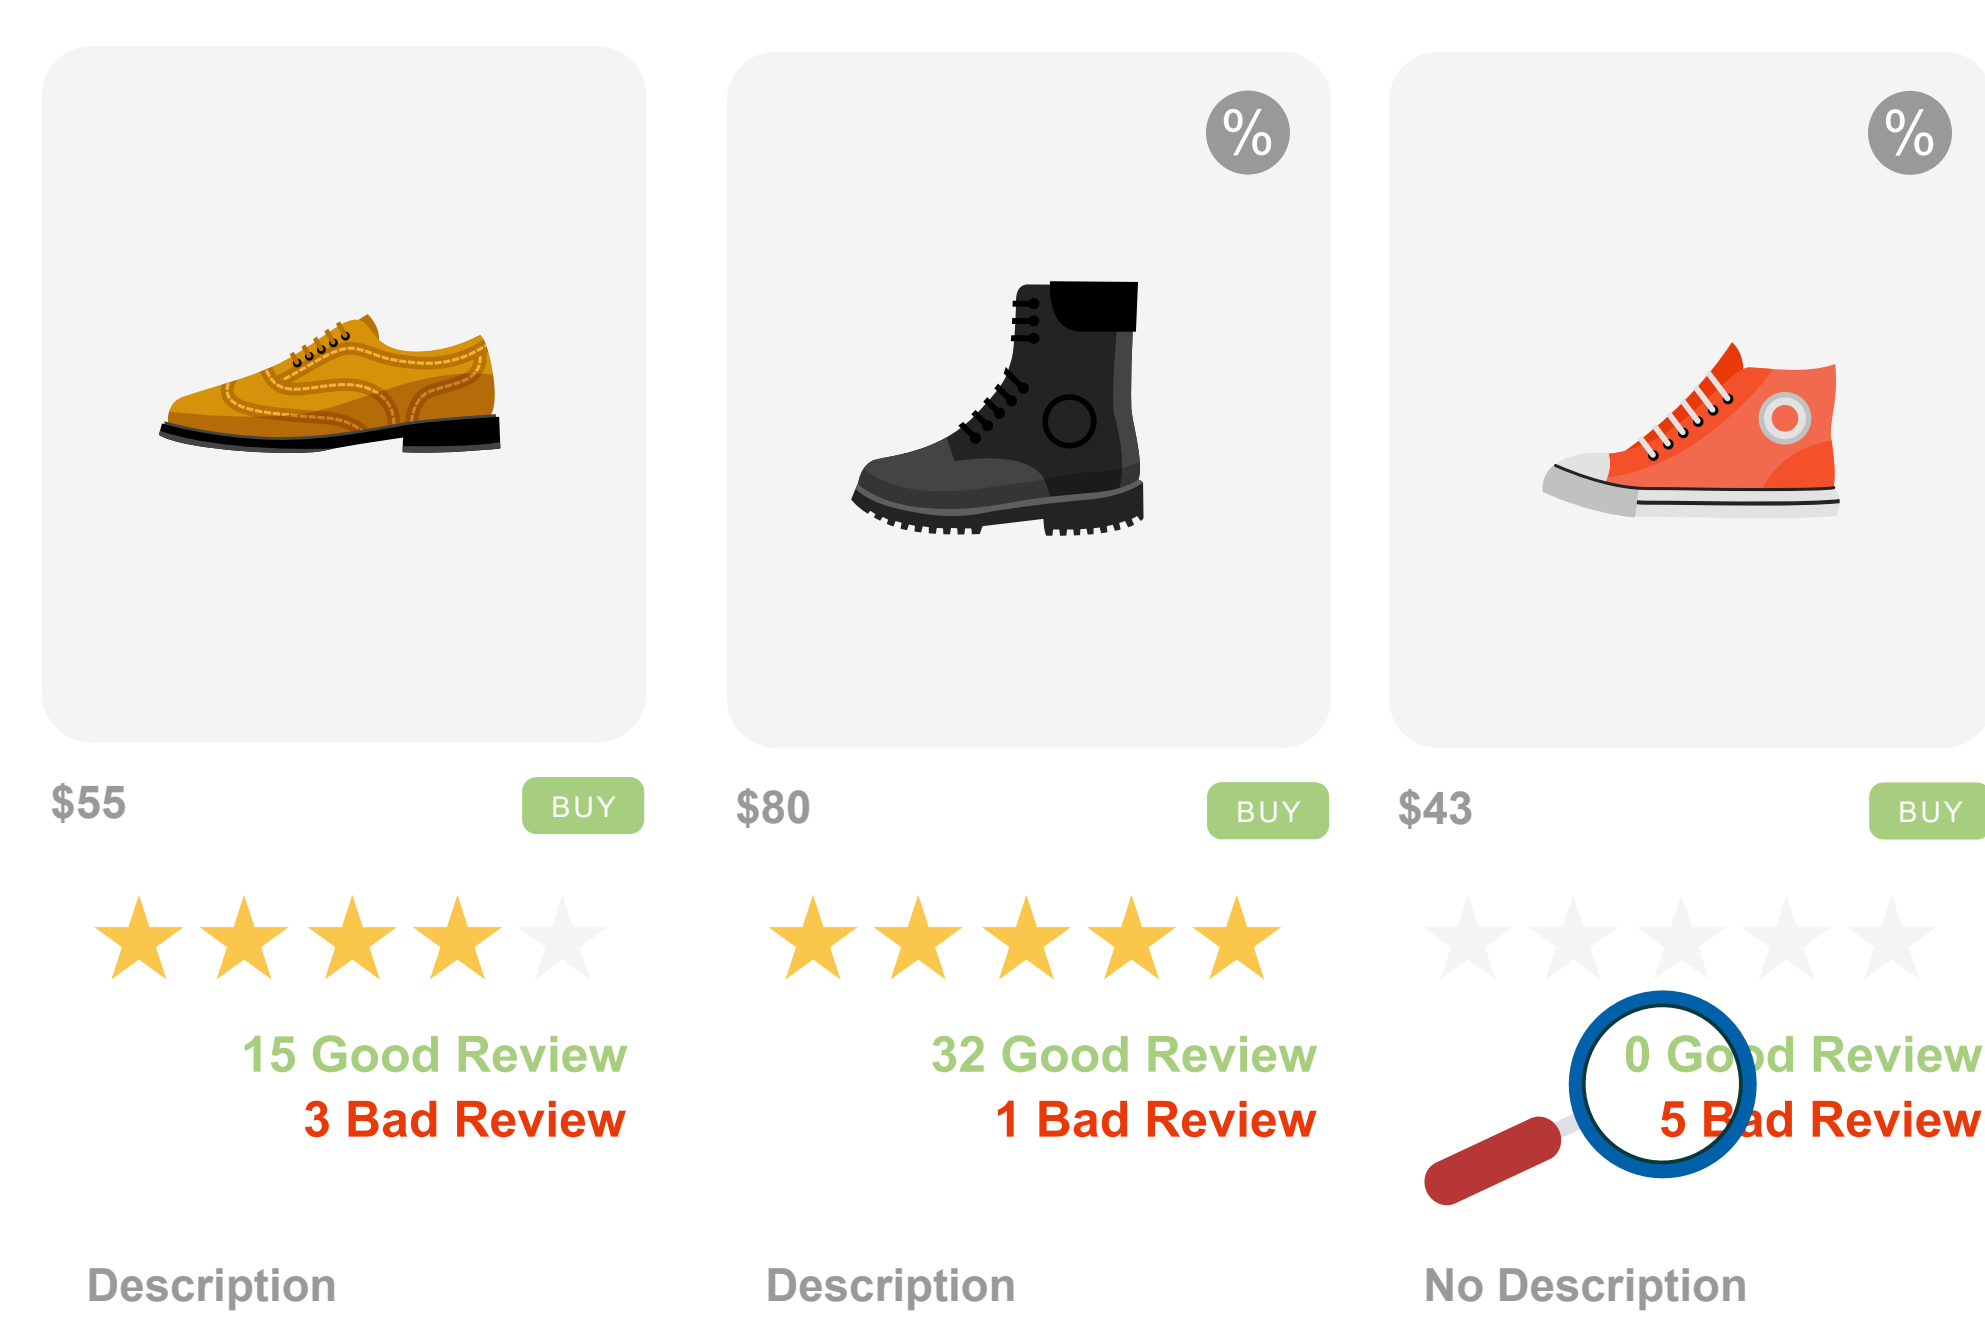 %
%
$55
BUY
$80
BUY
$43
BUY
15 Good Review
3 Bad Review
32 Good Review
1 Bad Review
0 Good Review
5 Bad Review
Description
Description
No Description